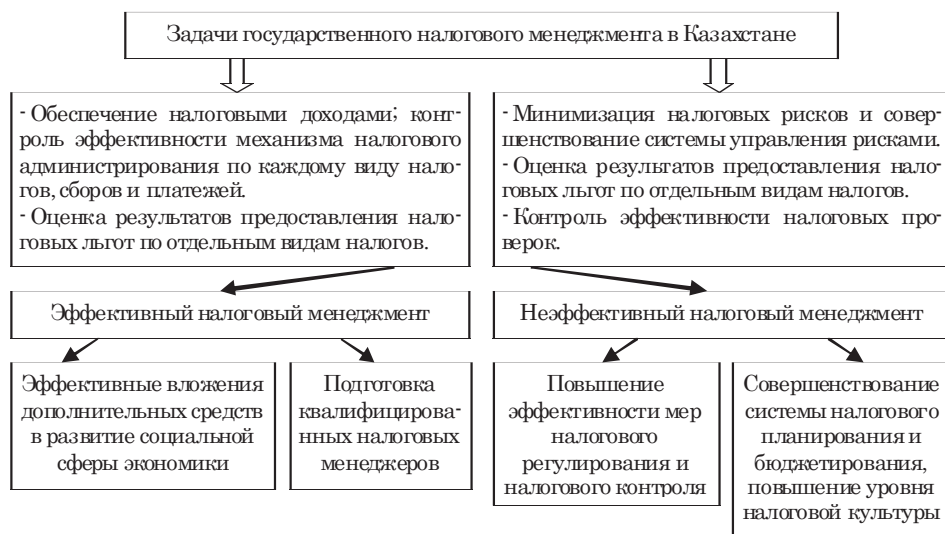 Задачи государственного налогового менеджмента в Казахстане
- Обеспечение налоговыми доходами; конт-
роль эффективности механизма налогового
администрирования по каждому виду нало-
гов, сборов и платежей.
- Оценка результатов предоставления нало-
говых льгот по отдельным видам налогов.
- Минимизация налоговых рисков и совер-
шенствование системы управления рисками.
- Оценка результатов предоставления нало-
говых льгот по отдельным видам налогов.
- Контроль эффективности налоговых про-
верок.
Эффективный налоговый менеджмент
Неэффективный налоговый менеджмент
Эффективные вложения
дополнительных средств
в развитие социальной
сферы экономики
Подготовка
квалифицирова-
нных налоговых
менеджеров
Повышение
эффективности мер
налогового
регулирования и
налогового контроля
Совершенствование
системы налогового
планирования и
бюджетирования,
повышение уровня
налоговой культуры